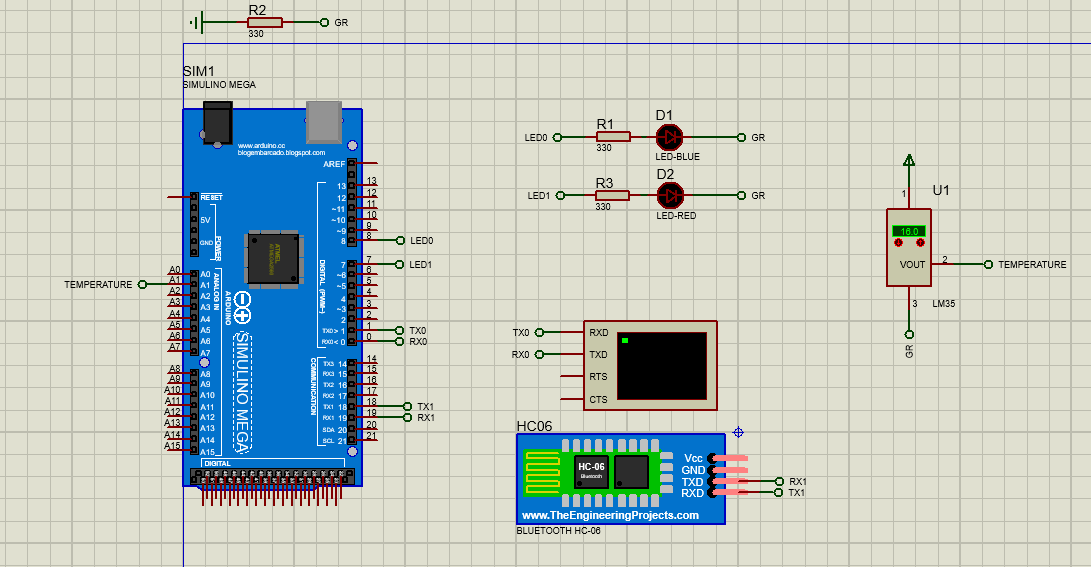 R2
330
GR
SIM1
SIMULINO MEGA
www.arduino.cc
blogembarcado.blogspot.com
AREF
13 13
12 12
~11 11
~10 10
~9 9
8 8
LED0
7 7
LED1
~6 6
~5 5
4 4
~3 3
2 2
TXD> 1 1
TX0
RX0< 0 0
RX0
TX3 14 14
RX3 15 15
TX2 16 16
RX2 17 17
TX1 18 18
TX1
RX1 19 19
RX1
SDA 20 20
SCL 21 21
RESET
5V
GND
POWER
ANALOG IN
DIGITAL (PWM~)
COMMUNICATION
ARDUINO
SIMULINO MEGA
ATMEL
TEMPERATURE
A0 A0
A1 A1
A2 A2
A3 A3
A4 A4
A5 A5
A6 A6
A7 A7
A8 A8
A9 A9
A10 A10
A11 A11
A12 A12
A13 A13
A14 A14
A15 A15
DIGITAL
LED0
R1
330
D1
LED-BLUE
GR
LED1
R3
330
D2
LED-RED
GR
U1
1
16.0
VOUT
2
TEMPERATURE
3
LM35
GR
TX0
RXD
RX0
TXD
RTS
CTS
HC06
HC-06
Bluetooth
Vcc
GND
TXD
RX1
RXD
TX1
www.TheEngineeringProjects.com
BLUETOOTH HC-06